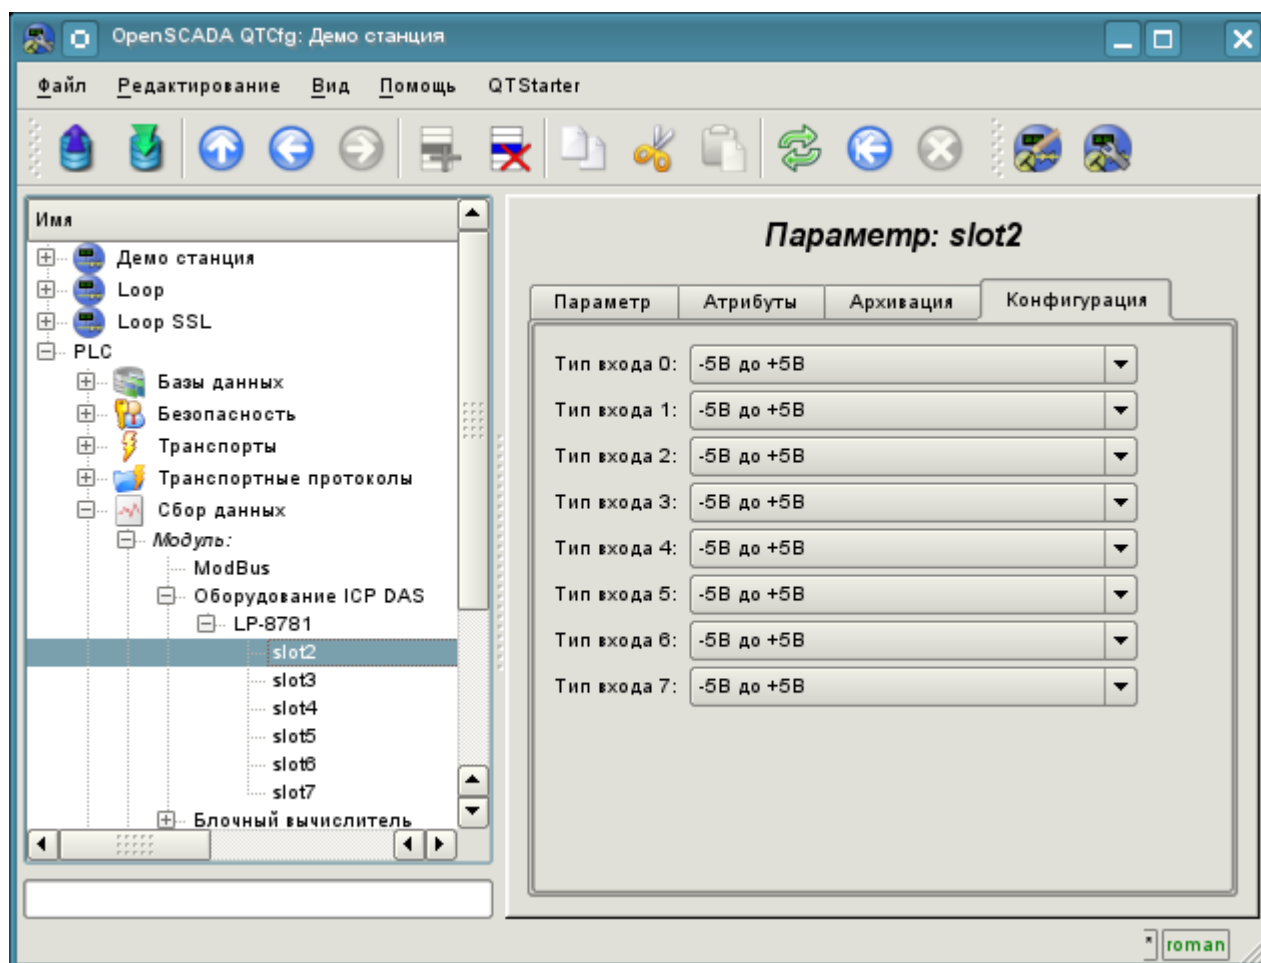 OpenSCADA QTCfg: Демо станция
Файл Редактирование Вид Помощь QTStarter
Имя
Демо станция
Loop
Loop SSL
PLC
Базы данных
Безопасность
Транспорты
Транспортные протоколы
Сбор данных
Модуль:
ModBus
Оборудование ICP DAS
LP-8781
slot2
slot3
slot4
slot5
slot6
slot7
Блочный вычислитель
Параметр: slot2
Параметр Атрибуты Архивация Конфигурация
Тип входа 0: -5В до +5В
Тип входа 1: -5В до +5В
Тип входа 2: -5В до +5В
Тип входа 3: -5В до +5В
Тип входа 4: -5В до +5В
Тип входа 5: -5В до +5В
Тип входа 6: -5В до +5В
Тип входа 7: -5В до +5В
* roman